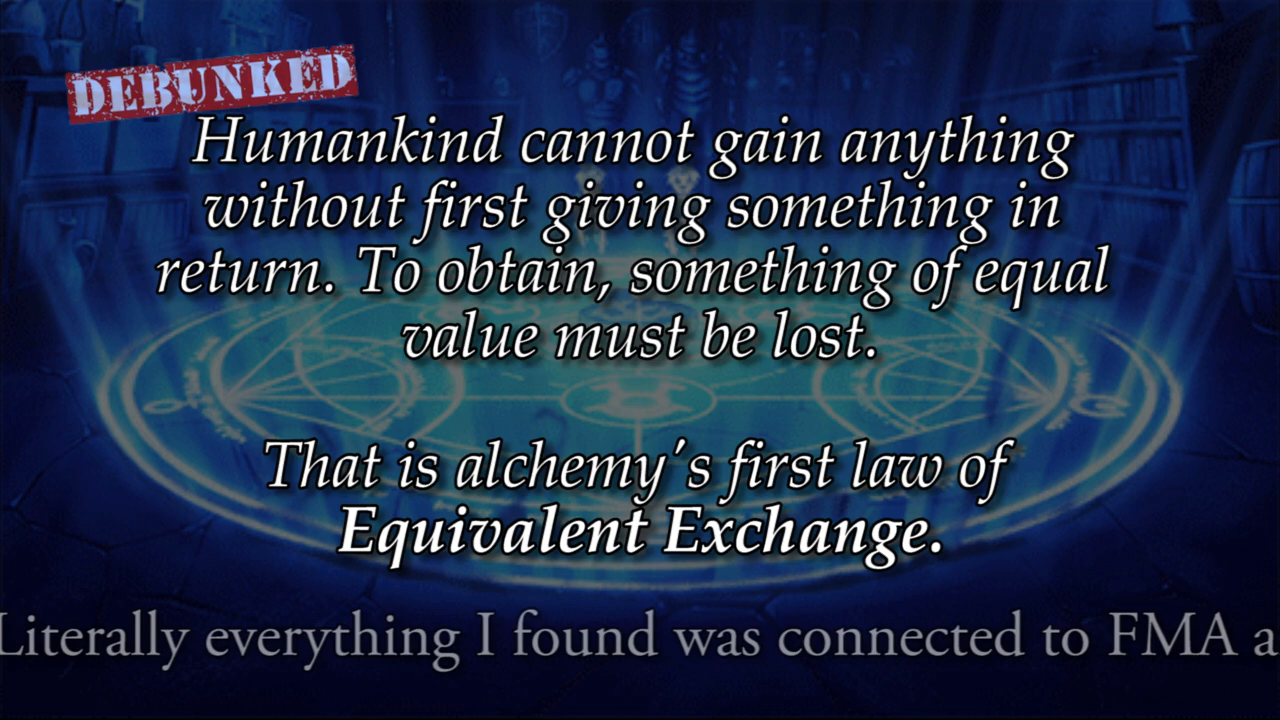 DEBUNKED
Humankind cannot gain anything
without first giving something in
return. To obtain, something of equal
value must be lost.
That is alchemy's first law of
Equivalent Exchange.
Literally everything I found was connected to FMA a